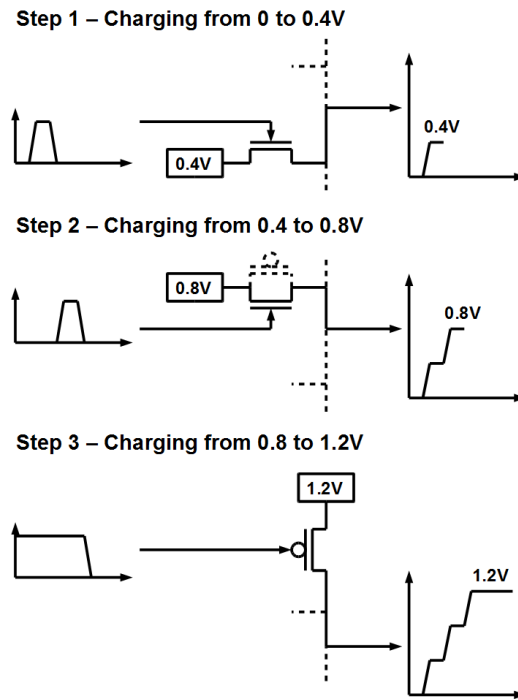 Step 1 – Charging from 0 to 0.4V
0.4V
0.4V
Step 2 – Charging from 0.4 to 0.8V
0.8V
0.8V
Step 3 – Charging from 0.8 to 1.2V
1.2V
1.2V